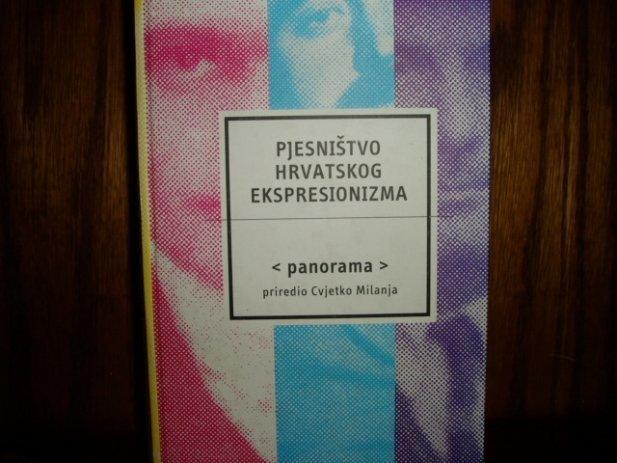 PJESNIŠTVO
HRVATSKOG
EKSPRESIONIZMA
< panorama >
priredio Cvjetko Milanja